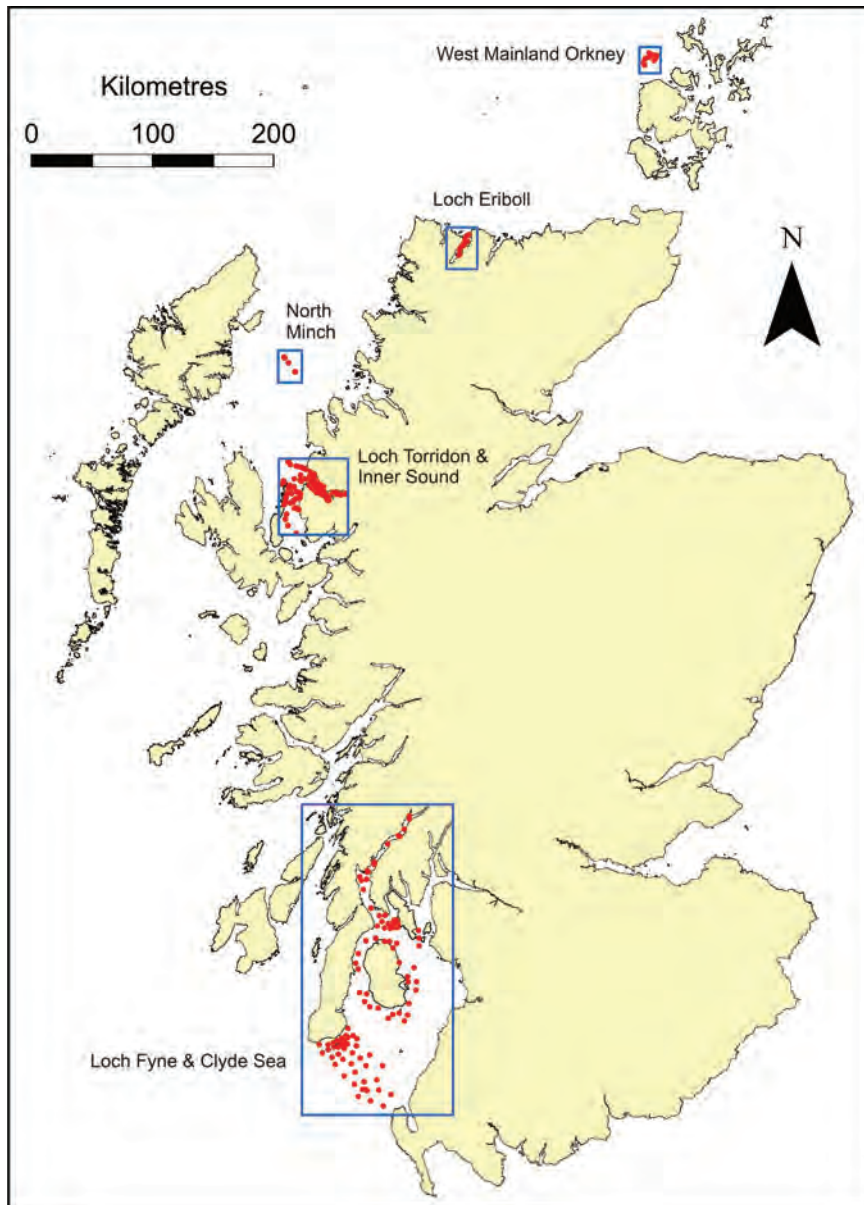 West Mainland Orkney
Kilometres
0 100 200
Loch Eriboll
N
North
Minch
Loch Torridon &
Inner Sound
Loch Fyne & Clyde Sea